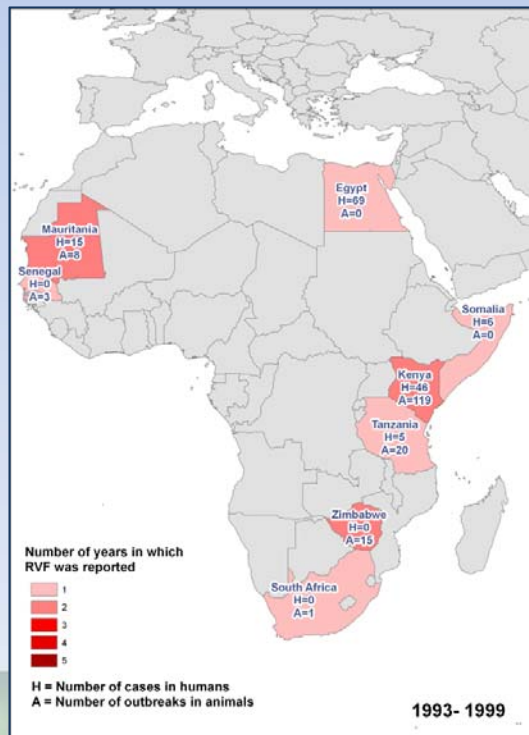 Egypt
H=69
A=0
Mauritania
H=15
A=8
Senegal
H=0
A=3
Somalia
H=6
A=0
Kenya
H=46
A=119
Tanzania
H=5
A=20
Zimbabwe
H=0
A=15
South Africa
H=0
A=1
Number of years in which
RVF was reported
1
2
3
4
5
H = Number of cases in humans
A = Number of outbreaks in animals
1993- 1999